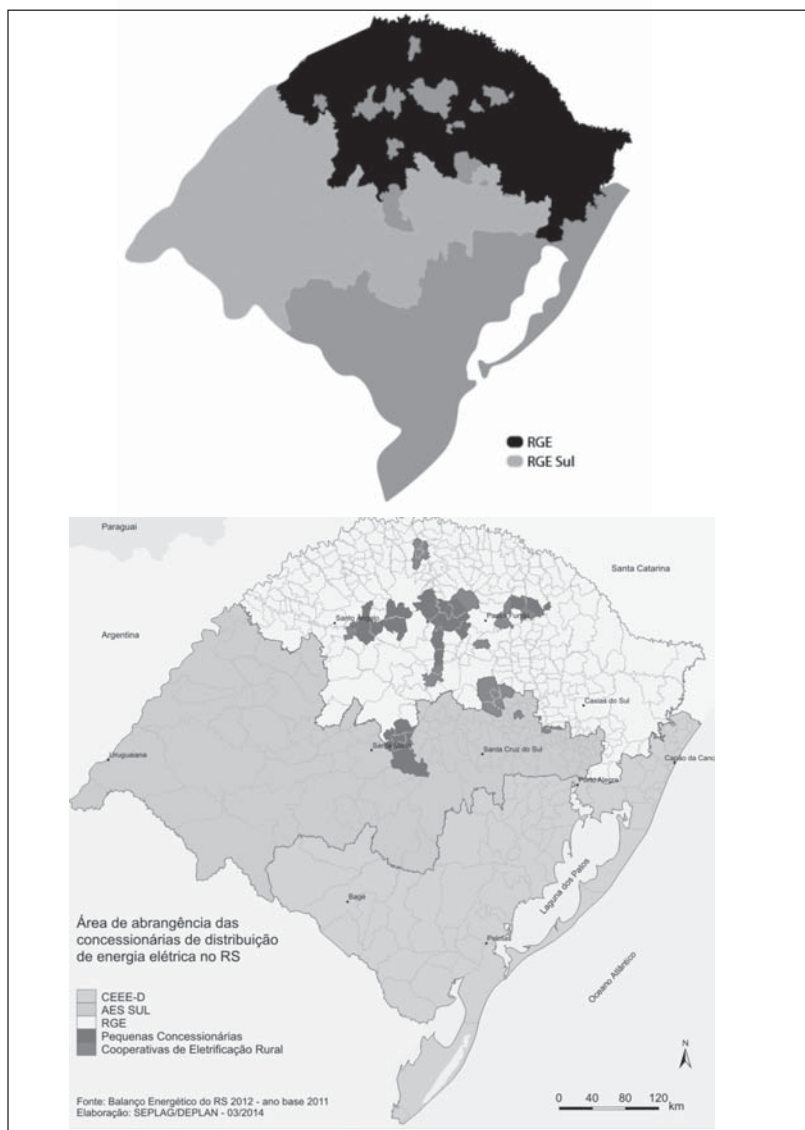 RGE
RGE Sul
Paraguai
Santa Catarina
Argentina
Caxias do Sul
Uruguaiana
Santa Cruz do Sul
Porto Alegre
Bagé
Laguna dos Patos
Pelotas
Oceano Atlântico
Área de abrangência das
concessionárias de distribuição
de energia elétrica no RS
CEEE-D
AES SUL
RGE
Pequenas Concessionárias
Cooperativas de Eletrificação Rural
N
Fonte: Balanço Energético do RS 2012 - ano base 2011
Elaboração: SEPLAG/DEPLAN - 03/2014
0 40 80 120
km